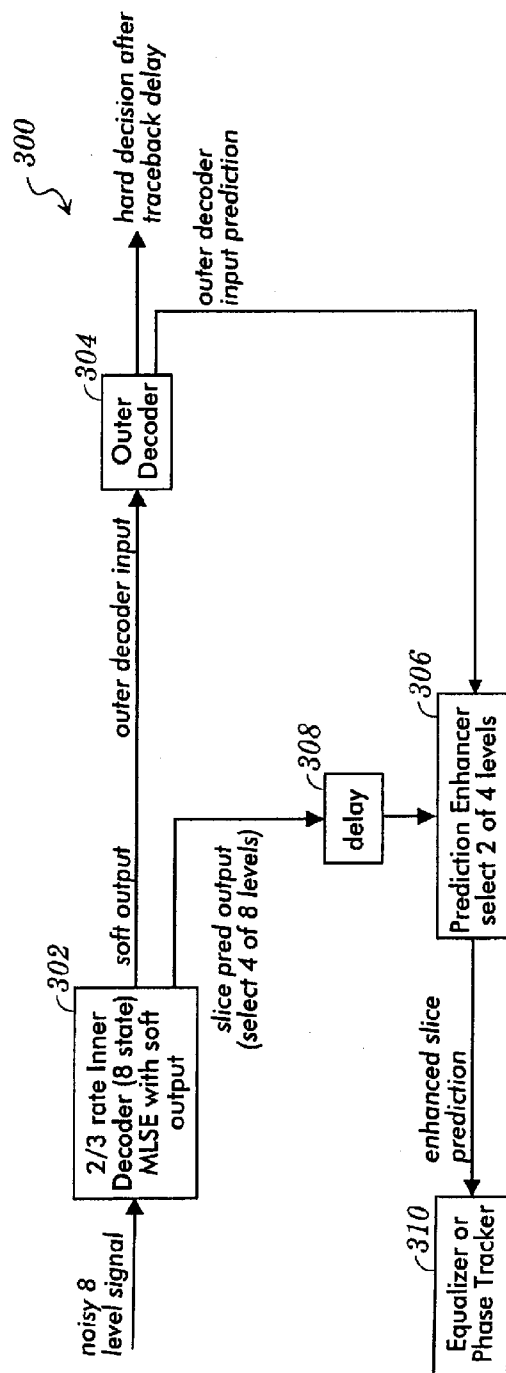 300
noisy 8
level signal
302
2/3 rate Inner
Decoder (8 state)
MLSE with soft
output
soft output
outer decoder input
304
Outer
Decoder
hard decision after
traceback delay
outer decoder
input prediction
slice pred output
(select 4 of 8 levels)
308
delay
306
Prediction Enhancer
select 2 of 4 levels
enhanced slice
prediction
310
Equalizer or
Phase Tracker